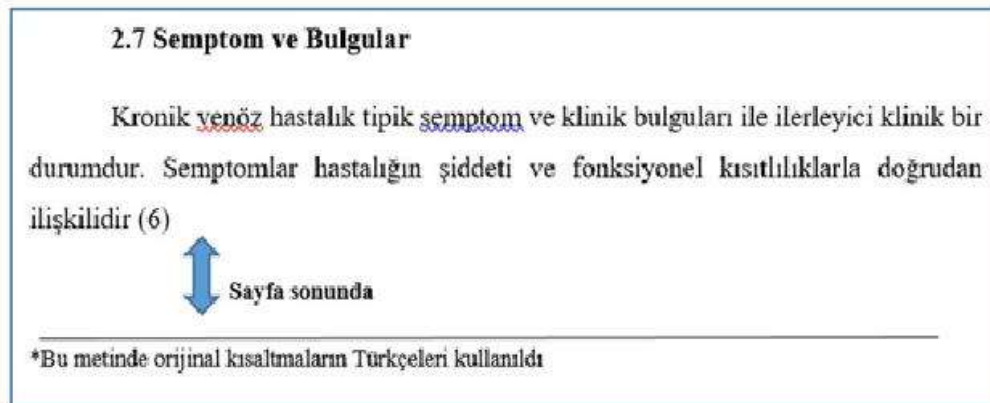 2.7 Semptom ve Bulgular
Kronik venöz hastalık tipik semptom ve klinik bulguları ile ilerleyici klinik bir
durumdur. Semptomlar hastalığın şiddeti ve fonksiyonel kısıtlılıklarla doğrudan
ilişkilidir (6)
Sayfa sonunda
*Bu metinde orijinal kısaltmaların Türkçeleri kullanıldı